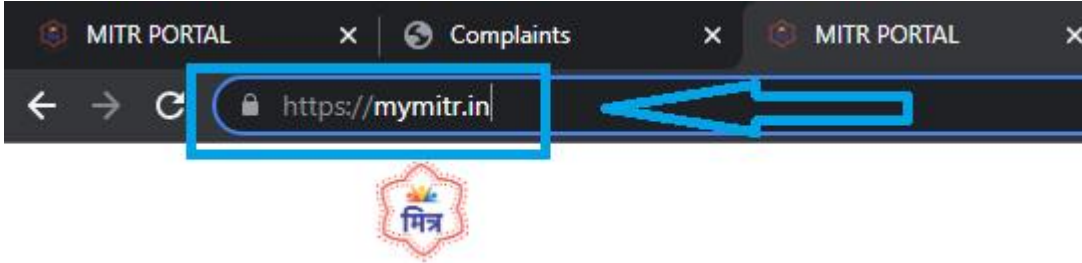 MITR PORTAL Complaints MITR PORTAL
https://mymitr.in
मित्र